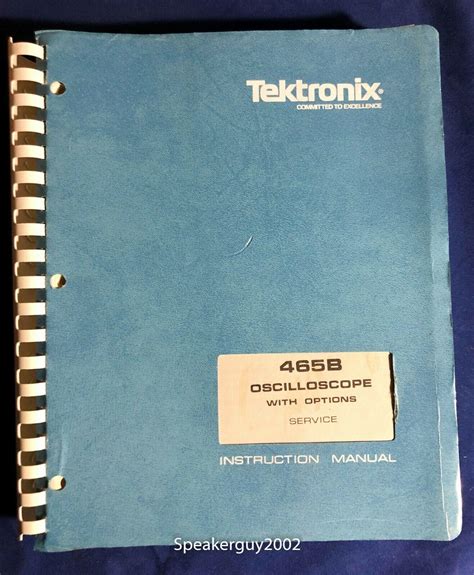 Tektronix®
COMMITTED TO EXCELLENCE
465B
OSCILLOSCOPE
WITH OPTIONS
SERVICE
INSTRUCTION MANUAL
Speakerguy2002